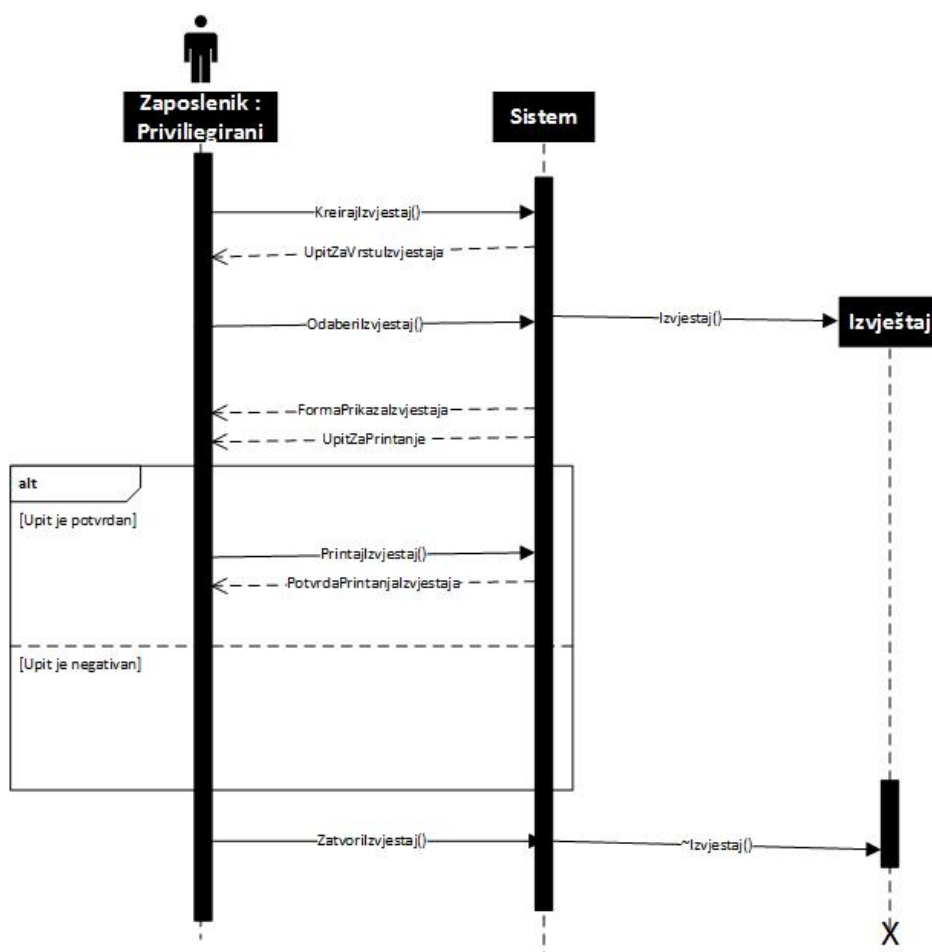 Zaposlenik :
Priviliegirani
Sistem
KreirajIzvjestaj()
UpitZaVrstuIzvjestaja
OdaberiIzvjestaj()
Izvjestaj()
Izvještaj
FormaPrikazaIzvjestaja
UpitZaPrintanje
alt
[Upit je potvrdan]
PrintajIzvjestaj()
PotvrdaPrintanjaIzvjestaja
[Upit je negativan]
ZatvoriIzvjestaj()
~Izvjestaj()
X